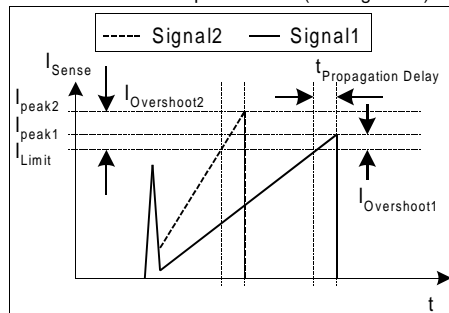 Signal2 Signal1
I_Sense
t_Propagation Delay
I_peak2
I_Overshoot2
I_peak1
I_Limit
I_Overshoot1
t